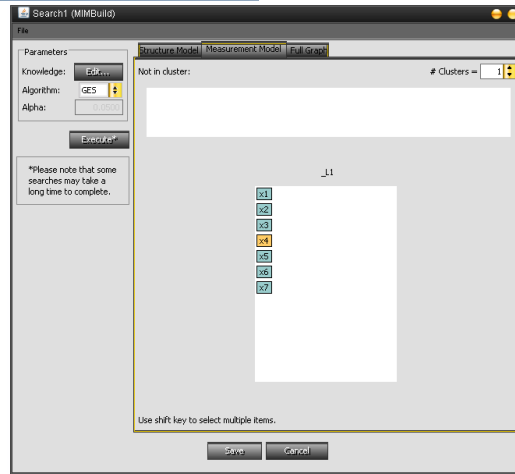 Search1 (MIMBuild)
File
Parameters
Knowledge: Edit...
Algorithm: GES
Alpha: 0.0500
Execute*
*Please note that some
searches may take a
long time to complete.
Structure Model Measurement Model Full Graph
Not in cluster: # Clusters = 1
_L1
x1
x2
x3
x4
x5
x6
x7
Use shift key to select multiple items.
Save Cancel